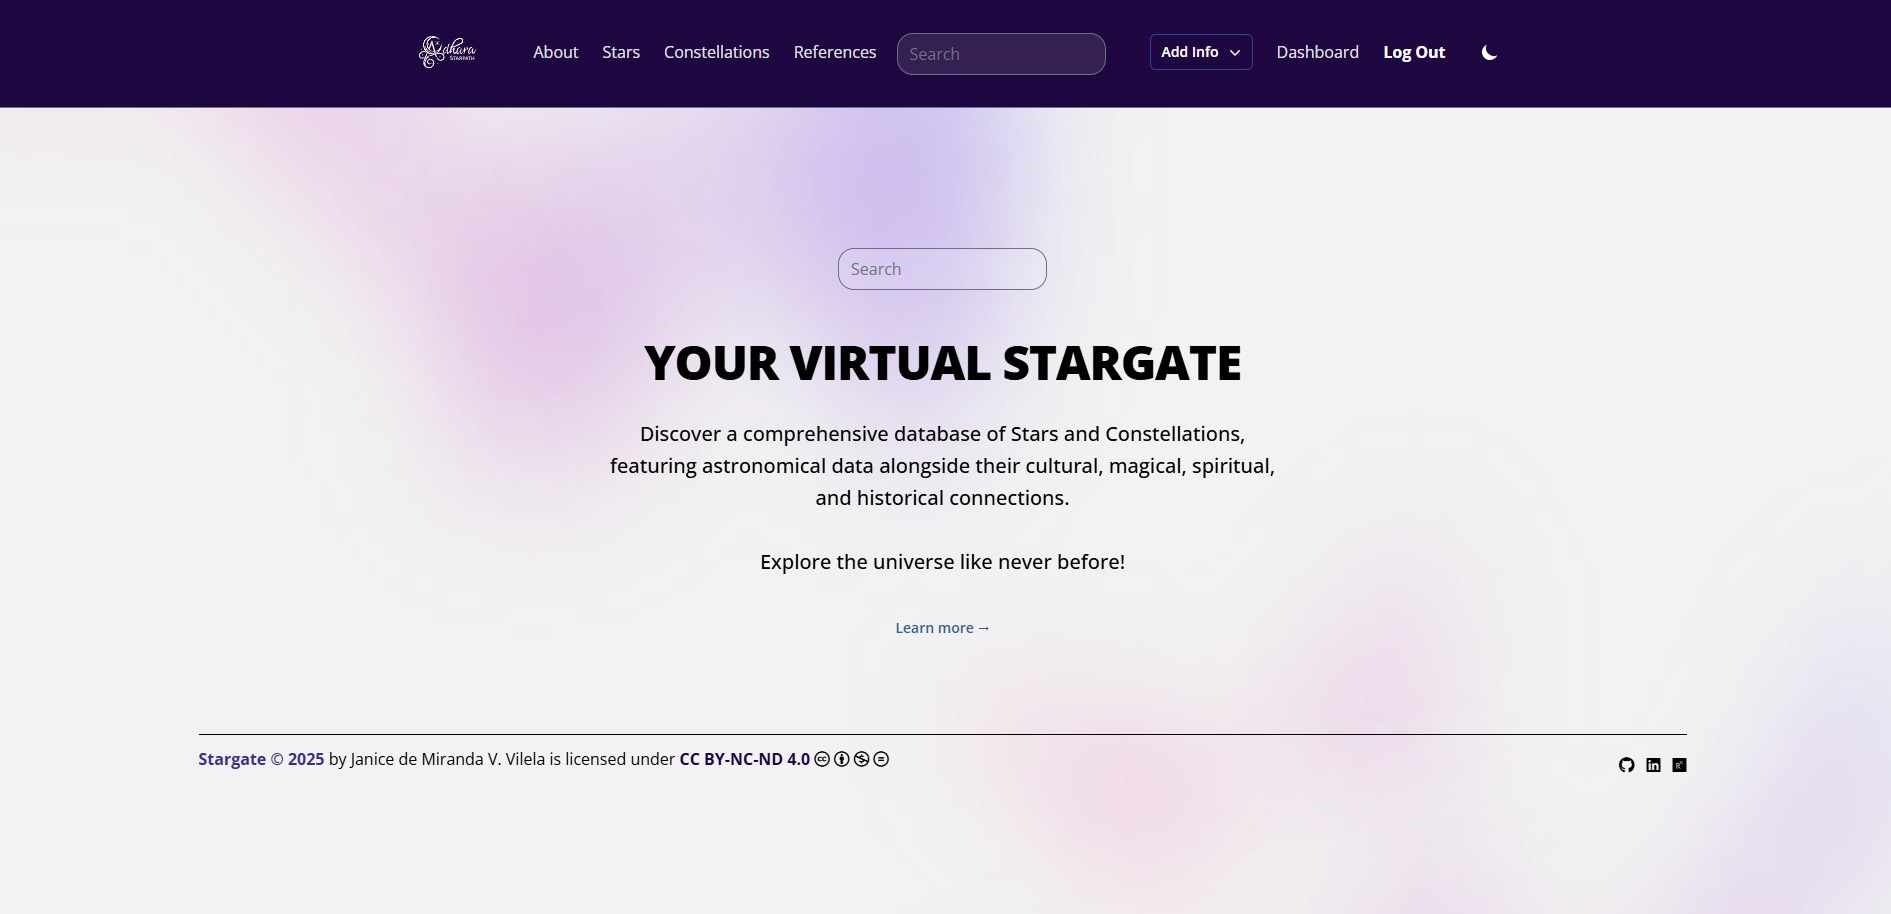 Adhara
STARPATH
About Stars Constellations References Search Add Info Dashboard Log Out
Search
YOUR VIRTUAL STARGATE
Discover a comprehensive database of Stars and Constellations,
featuring astronomical data alongside their cultural, magical, spiritual,
and historical connections.
Explore the universe like never before!
Learn more →
Stargate © 2025 by Janice de Miranda V. Vilela is licensed under CC BY-NC-ND 4.0